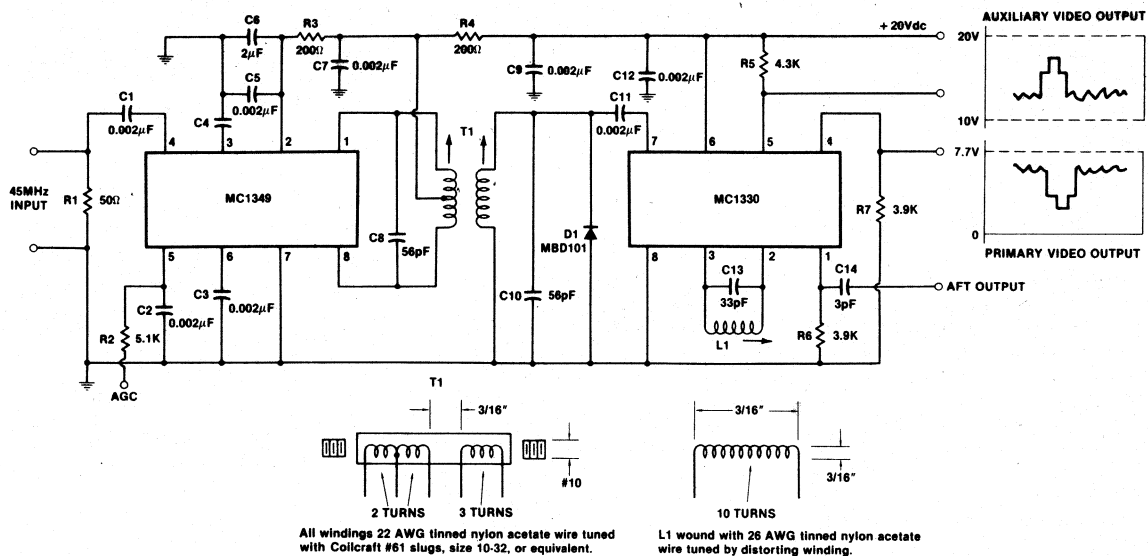 C6
2μF
R3
200Ω
R4
200Ω
+ 20Vdc
AUXILIARY VIDEO OUTPUT
20V
10V
C7
0.002μF
C9
0.002μF
C12
0.002μF
R5
4.3K
C5
0.002μF
C1
0.002μF
C4
C11
0.002μF
T1
4
3
2
1
7
6
5
4
7.7V
45MHz
INPUT
R1
50Ω
MC1349
C8
56pF
D1
MBD101
MC1330
R7
3.9K
0
PRIMARY VIDEO OUTPUT
5
6
7
8
8
3
2
1
C2
0.002μF
C3
0.002μF
C10
56pF
C13
33pF
C14
3pF
AFT OUTPUT
R2
5.1K
L1
R6
3.9K
AGC
T1
3/16"
#10
2 TURNS
3 TURNS
3/16"
3/16"
10 TURNS
All windings 22 AWG tinned nylon acetate wire tuned
with Coilcraft #61 slugs, size 10-32, or equivalent.
L1 wound with 26 AWG tinned nylon acetate
wire tuned by distorting winding.